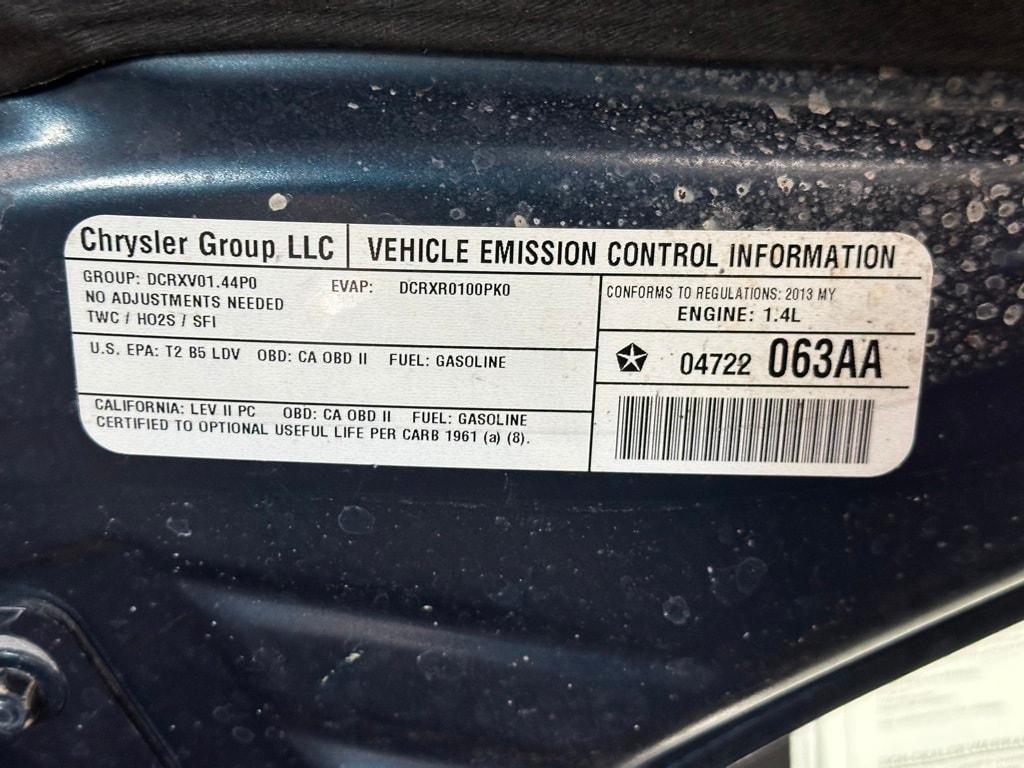 Chrysler Group LLC VEHICLE EMISSION CONTROL INFORMATION
GROUP: DCRXV01.44P0 EVAP: DCRXR0100PK0
NO ADJUSTMENTS NEEDED
TWC / HO2S / SFI
CONFORMS TO REGULATIONS: 2013 MY
ENGINE: 1.4L
U.S. EPA: T2 B5 LDV OBD: CA OBD II FUEL: GASOLINE
04722 063AA
CALIFORNIA: LEV II PC OBD: CA OBD II FUEL: GASOLINE
CERTIFIED TO OPTIONAL USEFUL LIFE PER CARB 1961 (a) (8).